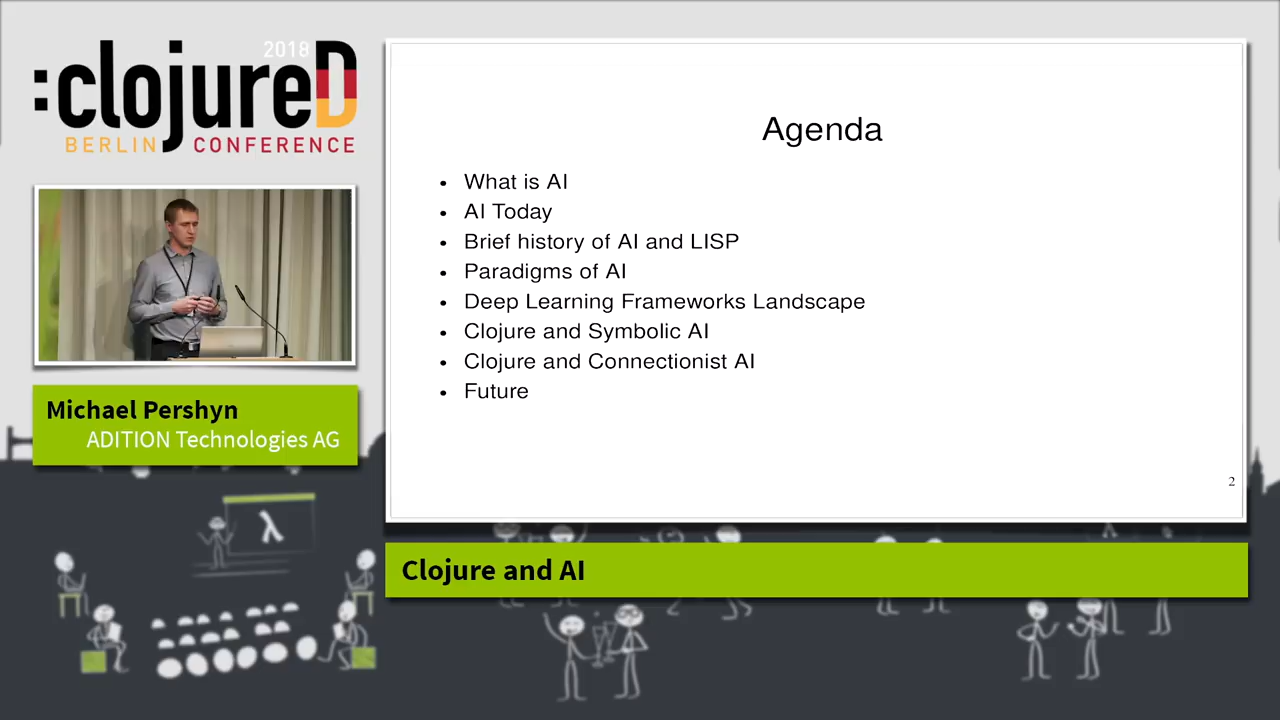 2018
:clojureD
BERLIN CONFERENCE
Michael Pershyn
ADITION Technologies AG
λ
Agenda
• What is AI
• AI Today
• Brief history of AI and LISP
• Paradigms of AI
• Deep Learning Frameworks Landscape
• Clojure and Symbolic AI
• Clojure and Connectionist AI
• Future
2
Clojure and AI